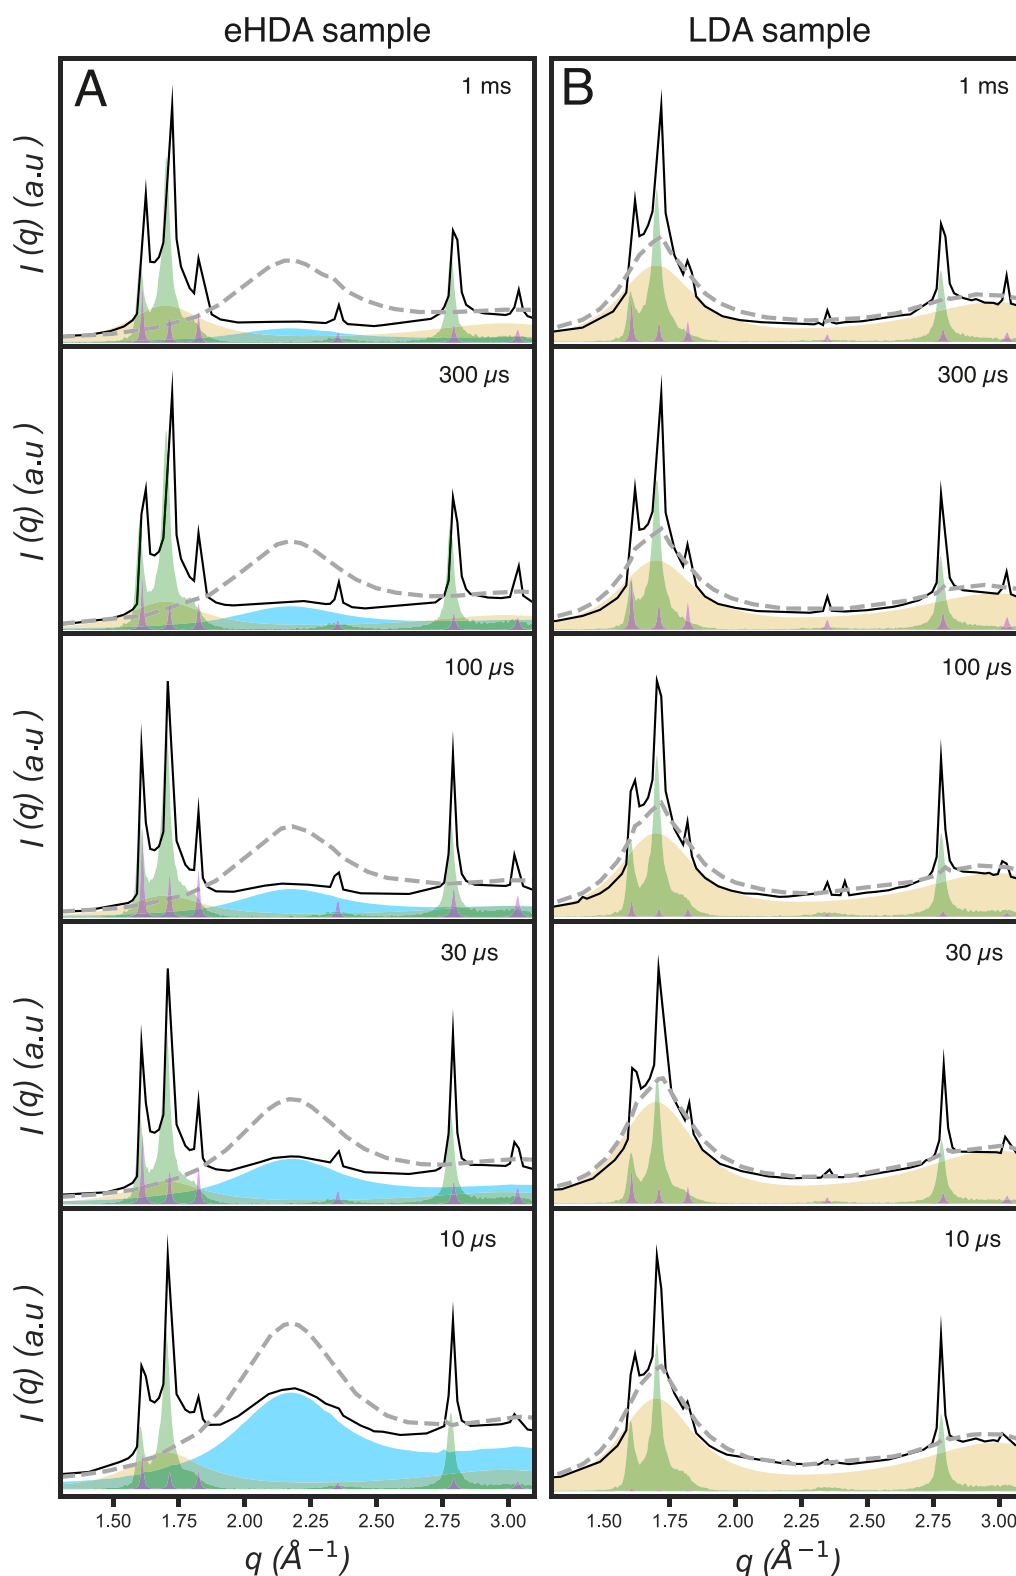 eHDA sample LDA sample
A 1 ms B 1 ms
I (q) (a.u)
300 µs 300 µs
I (q) (a.u)
100 µs 100 µs
I (q) (a.u)
30 µs 30 µs
I (q) (a.u)
10 µs 10 µs
I (q) (a.u)
1.50 1.75 2.00 2.25 2.50 2.75 3.00 1.50 1.75 2.00 2.25 2.50 2.75 3.00
q (Å⁻¹) q (Å⁻¹)